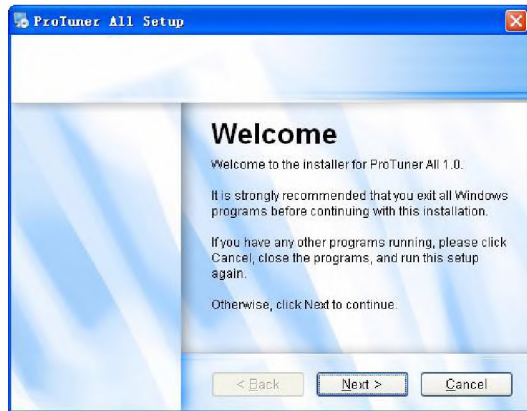 ProTuner All Setup
Welcome
Welcome to the installer for ProTuner All 1.0.
It is strongly recommended that you exit all Windows
programs before continuing with this installation.
If you have any other programs running, please click
Cancel, close the programs, and run this setup
again.
Otherwise, click Next to continue.
< Back
Next >
Cancel